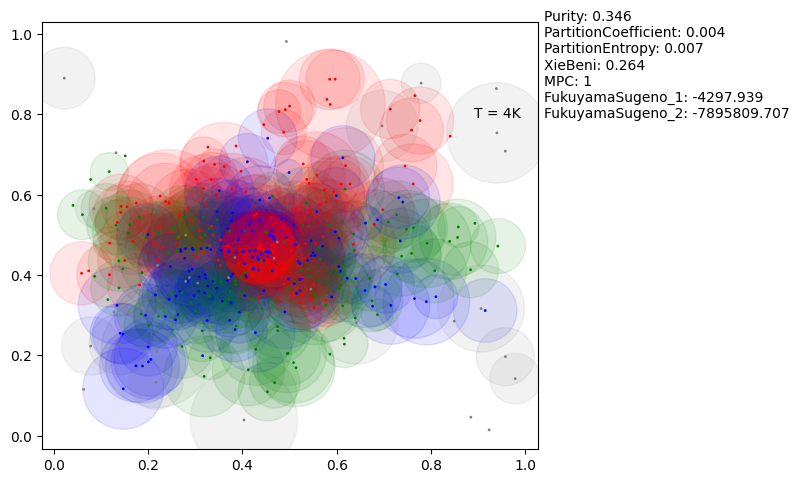 Purity: 0.346
PartitionCoefficient: 0.004
PartitionEntropy: 0.007
XieBeni: 0.264
MPC: 1
FukuyamaSugeno_1: -4297.939
FukuyamaSugeno_2: -7895809.707
T = 4K
1.0
0.8
0.6
0.4
0.2
0.0
0.0 0.2 0.4 0.6 0.8 1.0